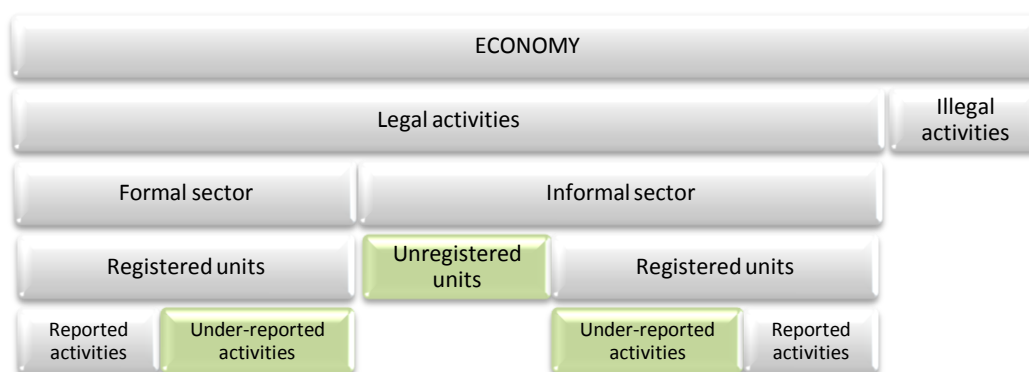 ECONOMY
Legal activities
Illegal
activities
Formal sector
Informal sector
Registered units
Unregistered
units
Registered units
Reported
activities
Under-reported
activities
Under-reported
activities
Reported
activities